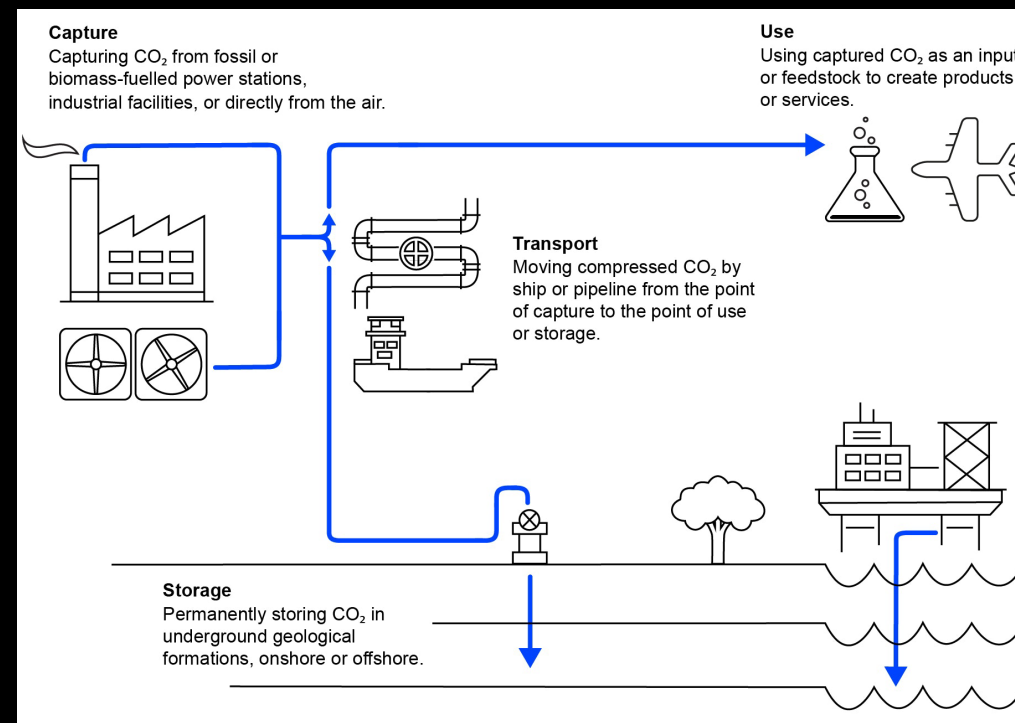 Capture
Capturing CO₂ from fossil or
biomass-fuelled power stations,
industrial facilities, or directly from the air.
Use
Using captured CO₂ as an input
or feedstock to create products
or services.
Transport
Moving compressed CO₂ by
ship or pipeline from the point
of capture to the point of use
or storage.
Storage
Permanently storing CO₂ in
underground geological
formations, onshore or offshore.